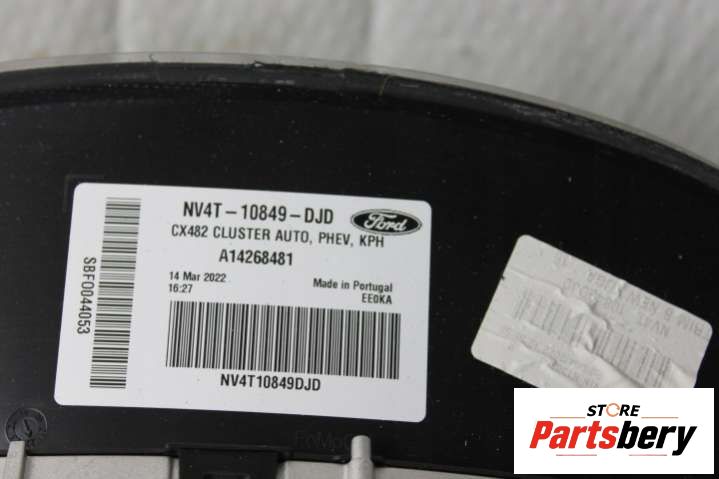 NV4T-10849-DJD
Ford
CX482 CLUSTER AUTO, PHEV, KPH
A14268481
14 Mar 2022
16:27
Made in Portugal
EE0KA
SBF0044053
NV4T10849DJD
FoMoCo
STORE
Partsbery